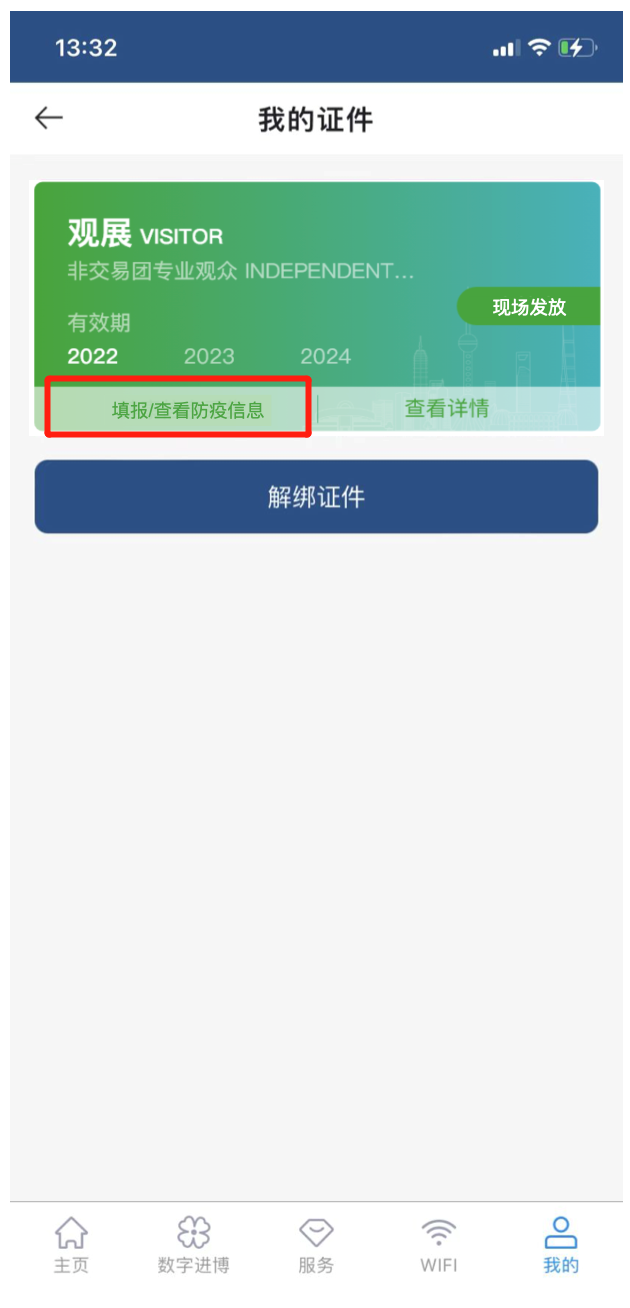 13:32
我的证件
观展 VISITOR
非交易团专业观众 INDEPENDENT...
现场发放
有效期
2022 2023 2024
填报/查看防疫信息 查看详情
解绑证件
主页 数字进博 服务 WIFI 我的